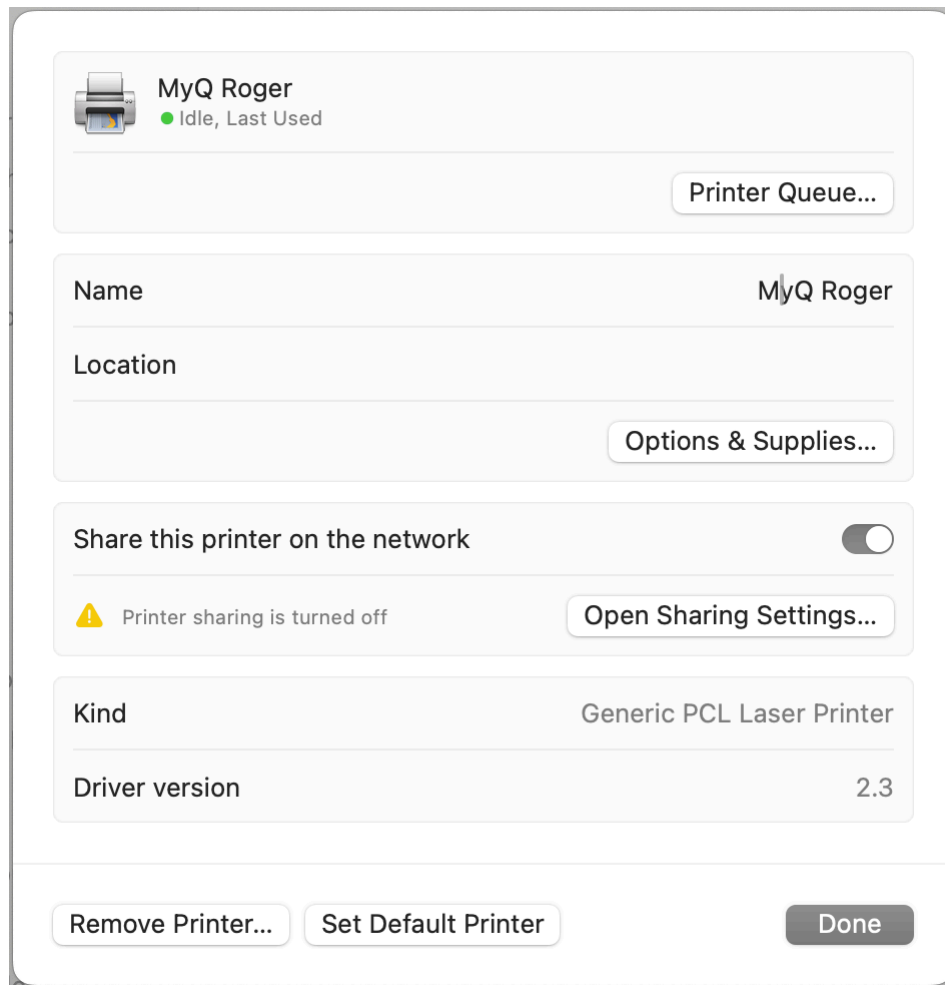 MyQ Roger
Idle, Last Used
Printer Queue...
Name MyQ Roger
Location
Options & Supplies...
Share this printer on the network
Printer sharing is turned off Open Sharing Settings...
Kind Generic PCL Laser Printer
Driver version 2.3
Remove Printer... Set Default Printer Done